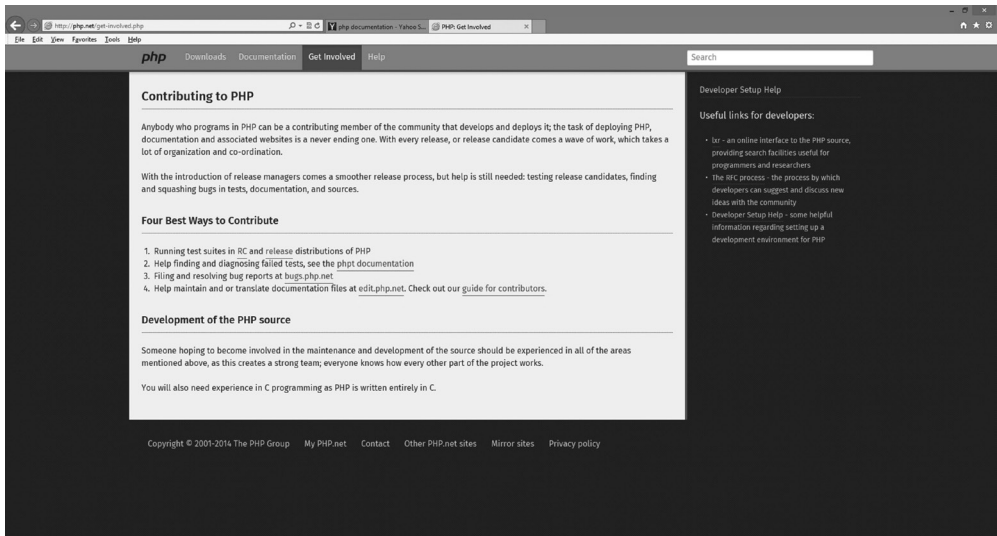 http://php.net/get-involved.php
php documentation - Yahoo S...
PHP: Get Involved
File Edit View Favorites Tools Help
php Downloads Documentation Get Involved Help
Search
Contributing to PHP
Anybody who programs in PHP can be a contributing member of the community that develops and deploys it; the task of deploying PHP,
documentation and associated websites is a never ending one. With every release, or release candidate comes a wave of work, which takes a
lot of organization and co-ordination.
With the introduction of release managers comes a smoother release process, but help is still needed: testing release candidates, finding
and squashing bugs in tests, documentation, and sources.
Four Best Ways to Contribute
1. Running test suites in RC and release distributions of PHP
2. Help finding and diagnosing failed tests, see the phpt documentation
3. Filing and resolving bug reports at bugs.php.net
4. Help maintain and or translate documentation files at edit.php.net. Check out our guide for contributors.
Development of the PHP source
Someone hoping to become involved in the maintenance and development of the source should be experienced in all of the areas
mentioned above, as this creates a strong team; everyone knows how every other part of the project works.
You will also need experience in C programming as PHP is written entirely in C.
Developer Setup Help
Useful links for developers:
• lxr - an online interface to the PHP source,
providing search facilities useful for
programmers and researchers
• The RFC process - the process by which
developers can suggest and discuss new
ideas with the community
• Developer Setup Help - some helpful
information regarding setting up a
development environment for PHP
Copyright © 2001-2014 The PHP Group My PHP.net Contact Other PHP.net sites Mirror sites Privacy policy